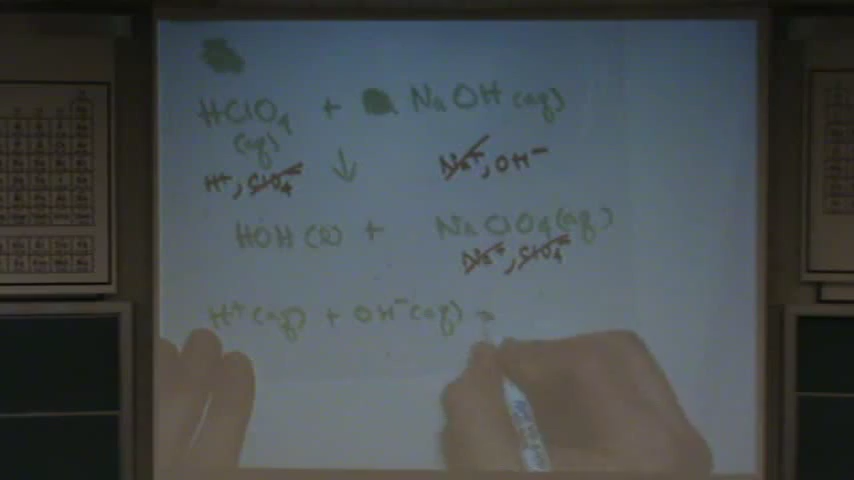 HClO₄ + NaOH (aq)
(aq) ↓
H⁺, ClO₄⁻ Na⁺, OH⁻
HOH (l) + NaClO₄ (aq)
Na⁺, ClO₄⁻
H⁺ (aq) + OH⁻ (aq) →